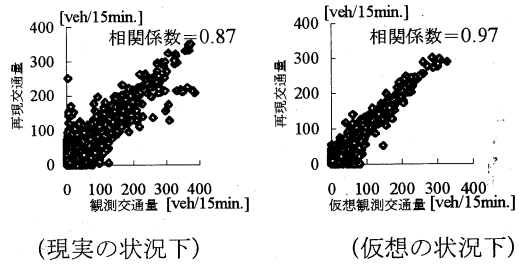 [veh/15min.]
相関係数=0.87
再現交通量
400
300
200
100
0
0 100 200 300 400
観測交通量 [veh/15min.]
(現実の状況下)
[veh/15min.]
相関係数=0.97
再現交通量
400
300
200
100
0
0 100 200 300 400
仮想観測交通量 [veh/15min.]
(仮想の状況下)